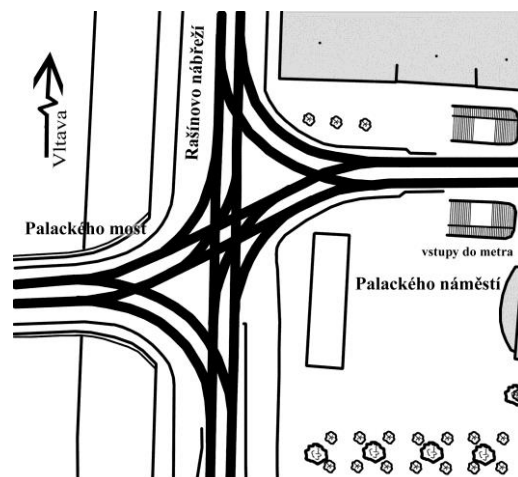 Rašínovo nábřeží
Vltava
Palackého most
vstupy do metra
Palackého náměstí